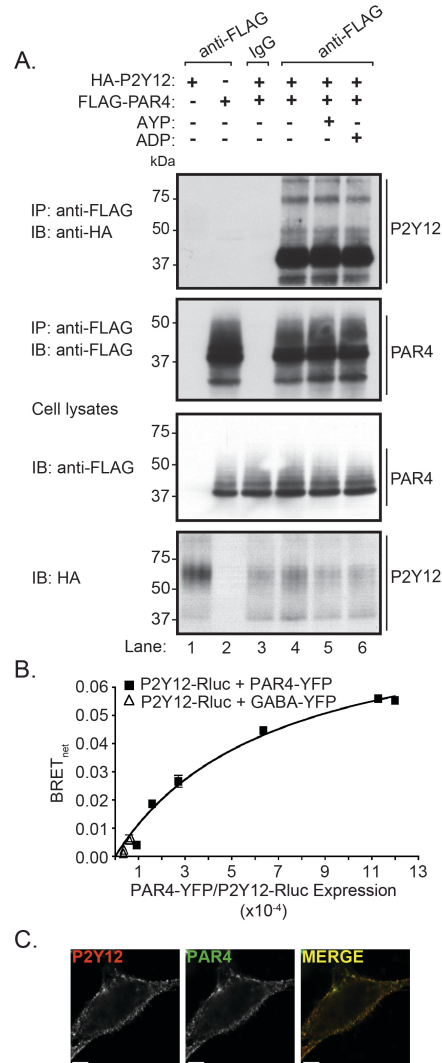 A.
anti-FLAG IgG anti-FLAG
HA-P2Y12: + - + + + +
FLAG-PAR4: - + + + + +
AYP: - - - - + -
ADP: - - - - - +
kDa
IP: anti-FLAG
IB: anti-HA
75
50
37
P2Y12
IP: anti-FLAG
IB: anti-FLAG
50
37
PAR4
Cell lysates
IB: anti-FLAG
75
50
37
PAR4
IB: HA
75
50
37
P2Y12
Lane: 1 2 3 4 5 6
B.
P2Y12-Rluc + PAR4-YFP
P2Y12-Rluc + GABA-YFP
BRETnet
0.06
0.05
0.04
0.03
0.02
0.01
0.00
1 3 5 7 9 11 13
PAR4-YFP/P2Y12-Rluc Expression
(x10-4)
C.
P2Y12 PAR4 MERGE